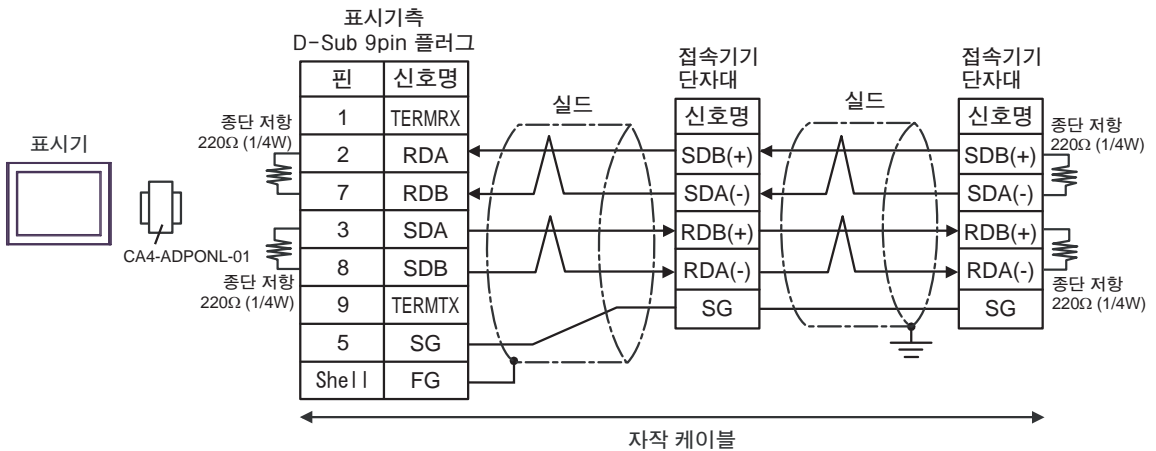 표시기측
D-Sub 9pin 플러그
핀 신호명
1 TERMRX
2 RDA
7 RDB
3 SDA
8 SDB
9 TERMTX
5 SG
Shell FG
표시기
CA4-ADPONL-01
종단 저항
220Ω (1/4W)
종단 저항
220Ω (1/4W)
실드
접속기기
단자대
신호명
SDB(+)
SDA(-)
RDB(+)
RDA(-)
SG
실드
접속기기
단자대
신호명
SDB(+)
SDA(-)
RDB(+)
RDA(-)
SG
종단 저항
220Ω (1/4W)
종단 저항
220Ω (1/4W)
자작 케이블